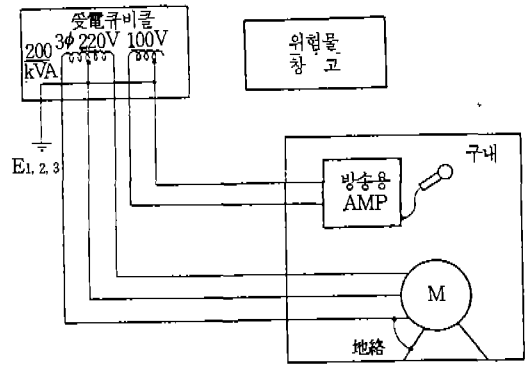 受電큐비클
200
kVA
3ϕ 220V 100V
E1, 2, 3
위험물
창 고
구내
방송용
AMP
M
地絡